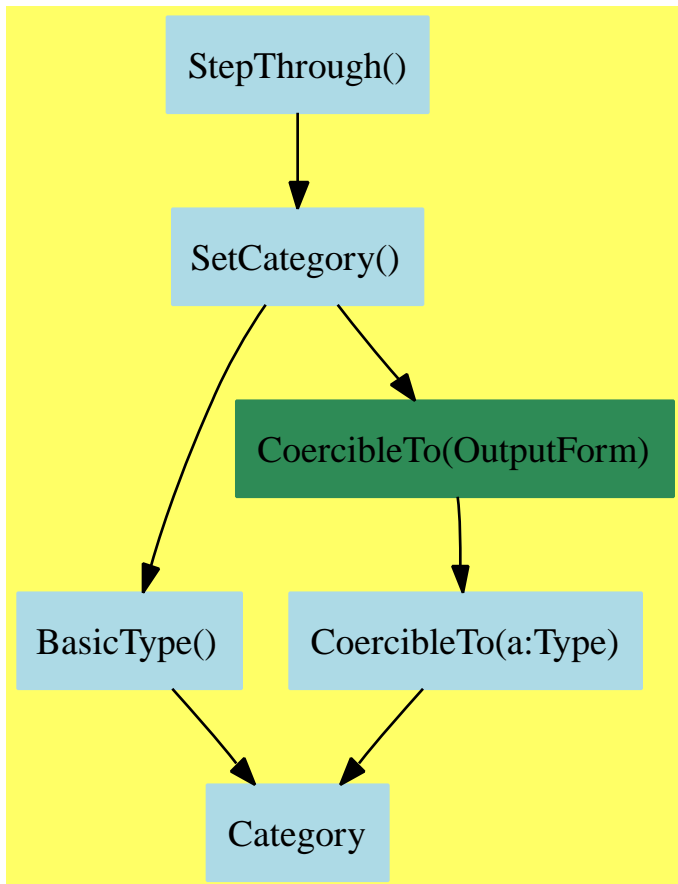 StepThrough()
SetCategory()
CoercibleTo(OutputForm)
BasicType()
CoercibleTo(a:Type)
Category